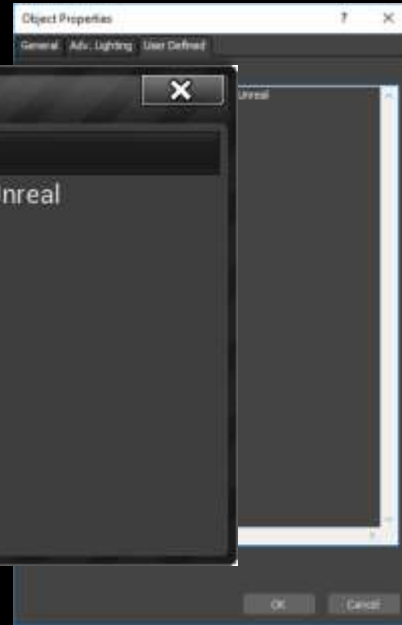 Object Properties
General Adv. Lighting User Defined
Unreal
nreal
OK Cancel